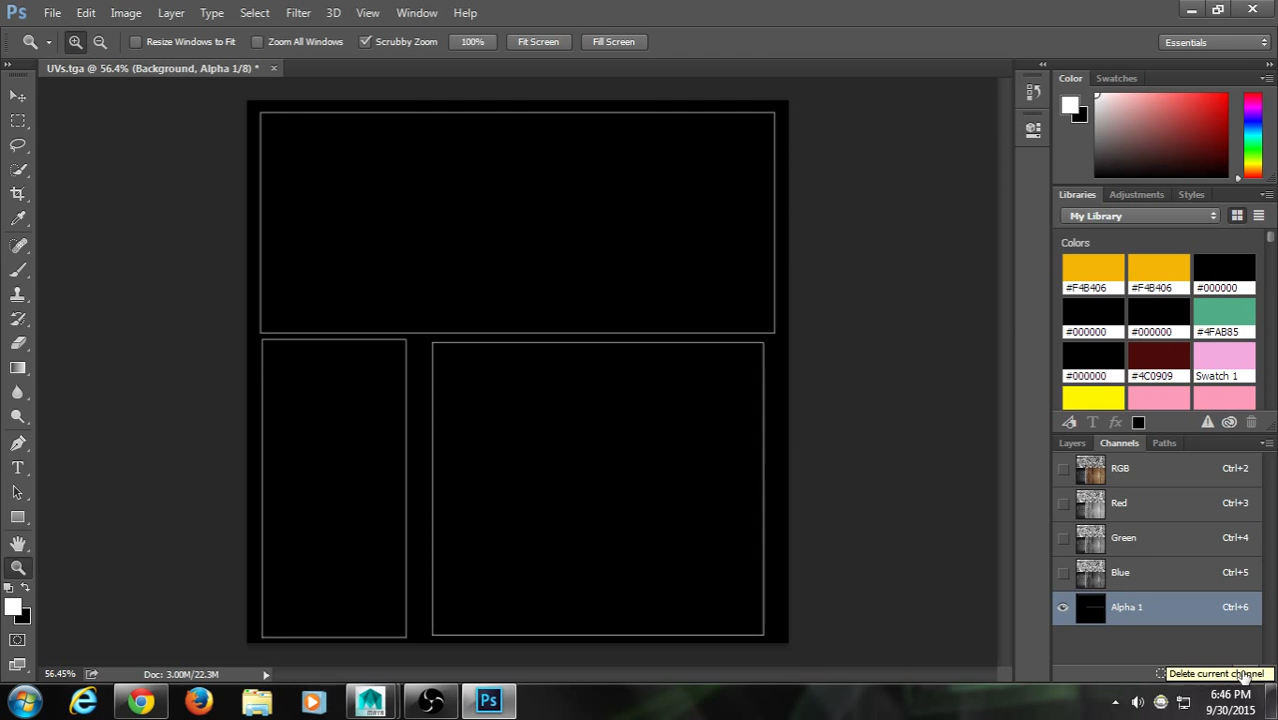 Ps File Edit Image Layer Type Select Filter 3D View Window Help
Resize Windows to Fit Zoom All Windows Scrubby Zoom 100% Fit Screen Fill Screen Essentials
UVs.tga @ 56.4% (Background, Alpha 1/8) *
Color Swatches
Libraries Adjustments Styles
My Library
Colors
#F4B406 #F4B406 #000000
#000000 #000000 #4FAB85
#000000 #4C0909 Swatch 1
T fx
Layers Channels Paths
RGB Ctrl+2
Red Ctrl+3
Green Ctrl+4
Blue Ctrl+5
Alpha 1 Ctrl+6
56.45% Doc: 3.00M/22.3M
Delete current channel
MAYA Ps
6:46 PM
9/30/2015